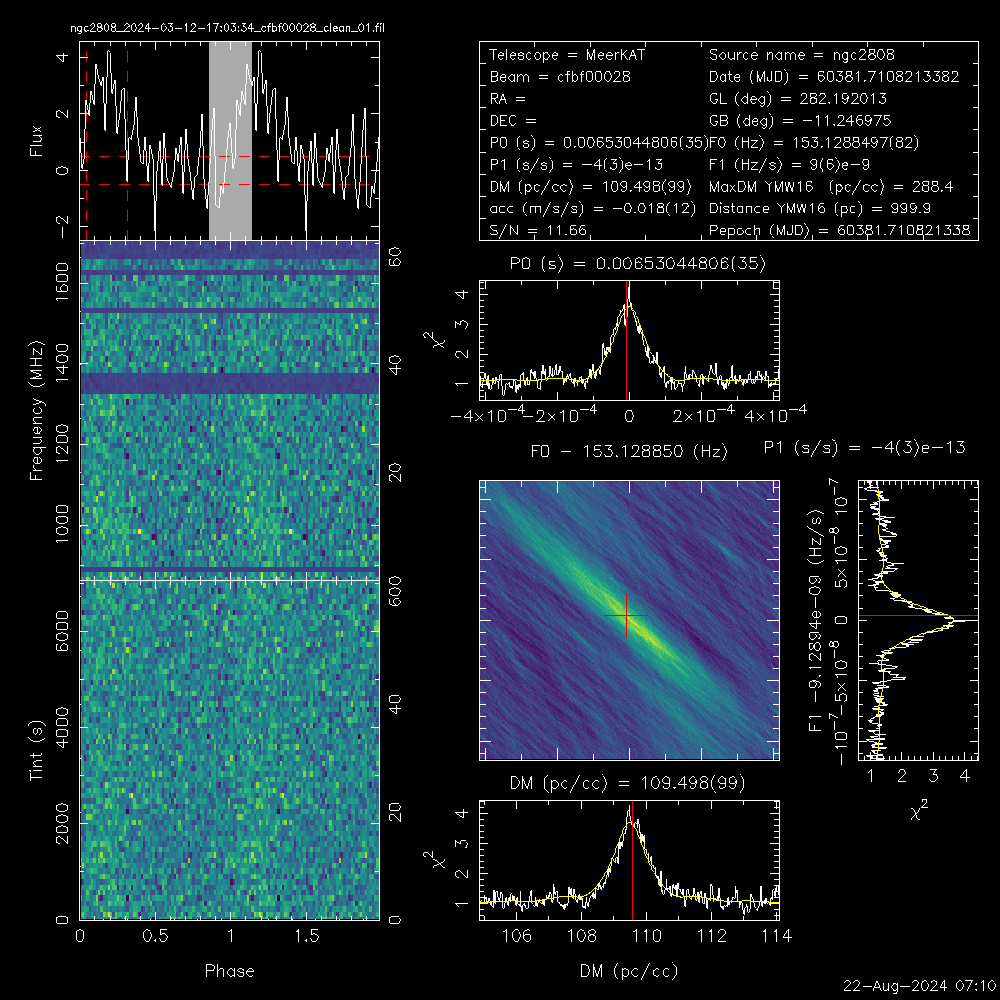 ngc2808_2024-03-12-17:03:34_cfbf00028_clean_01.fil
Telescope = MeerKAT Source name = ngc2808
Beam = cfbf00028 Date (MJD) = 60381.7108213382
RA = GL (deg) = 282.192013
DEC = GB (deg) = -11.246975
P0 (s) = 0.00653044806(35) F0 (Hz) = 153.1288497(82)
P1 (s/s) = -4(3)e-13 F1 (Hz/s) = 9(6)e-9
DM (pc/cc) = 109.498(99) MaxDM YMW16 (pc/cc) = 288.4
acc (m/s/s) = -0.018(12) Distance YMW16 (pc) = 999.9
S/N = 11.66 Pepoch (MJD) = 60381.710821338
Flux
4
2
0
-2
Frequency (MHz)
1600
1400
1200
1000
60
40
20
0
Tint (s)
6000
4000
2000
0
60
40
20
0
0 0.5 1 1.5
Phase
P0 (s) = 0.00653044806(35)
χ²
4
3
2
1
-4×10⁻⁴ -2×10⁻⁴ 0 2×10⁻⁴ 4×10⁻⁴
F0 - 153.128850 (Hz)
P1 (s/s) = -4(3)e-13
F1 -9.12894e-09 (Hz/s)
10⁻⁷
5×10⁻⁸
0
-5×10⁻⁸
-10⁻⁷
1 2 3 4
χ²
DM (pc/cc) = 109.498(99)
χ²
4
3
2
1
106 108 110 112 114
DM (pc/cc)
22-Aug-2024 07:10